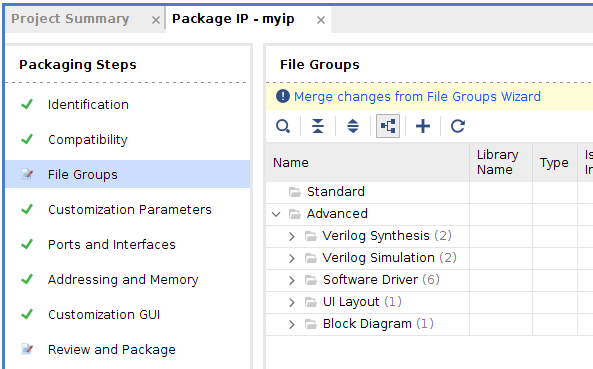 Project Summary × Package IP - myip ×
Packaging Steps
Identification
Compatibility
File Groups
Customization Parameters
Ports and Interfaces
Addressing and Memory
Customization GUI
Review and Package
File Groups
Merge changes from File Groups Wizard
Name Library Name Type Is In
Standard
Advanced
Verilog Synthesis (2)
Verilog Simulation (2)
Software Driver (6)
UI Layout (1)
Block Diagram (1)